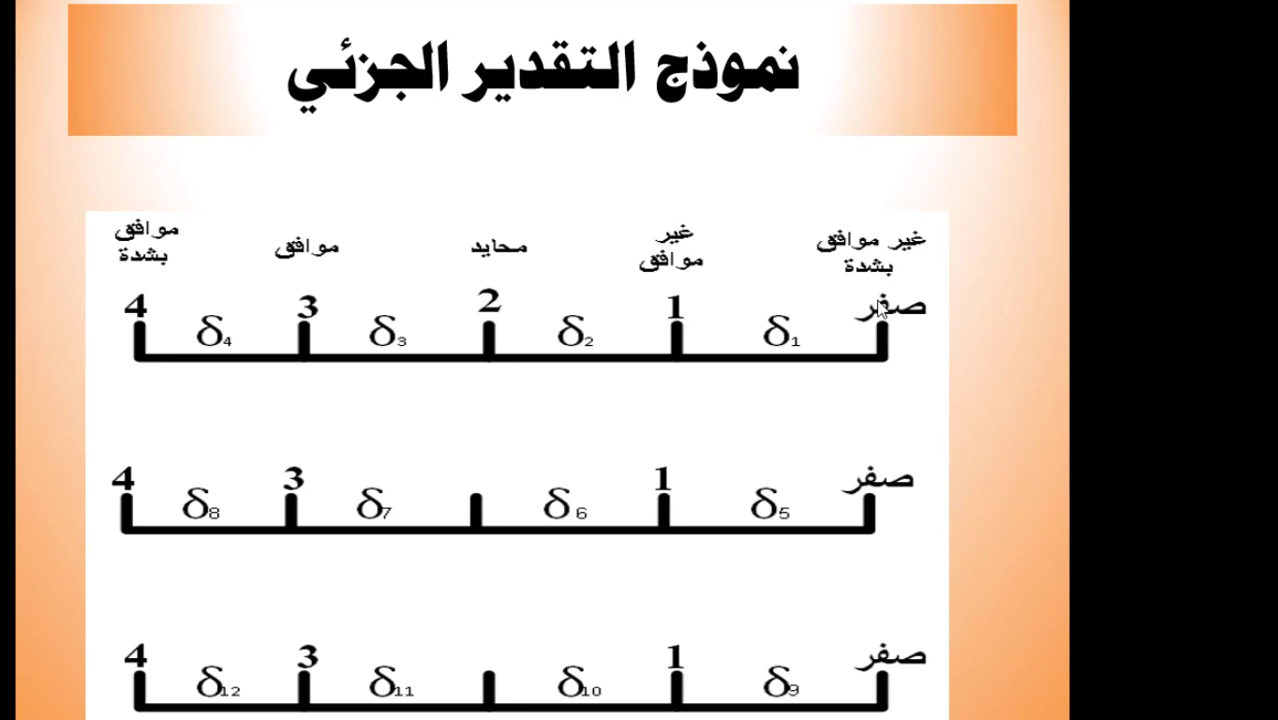 نموذج التقدير الجزئي
غير موافق بشدة
غير موافق
محايد
موافق
موافق بشدة
صفر 1 2 3 4
δ1 δ2 δ3 δ4
صفر 1 3 4
δ5 δ6 δ7 δ8
صفر 1 3 4
δ9 δ10 δ11 δ12